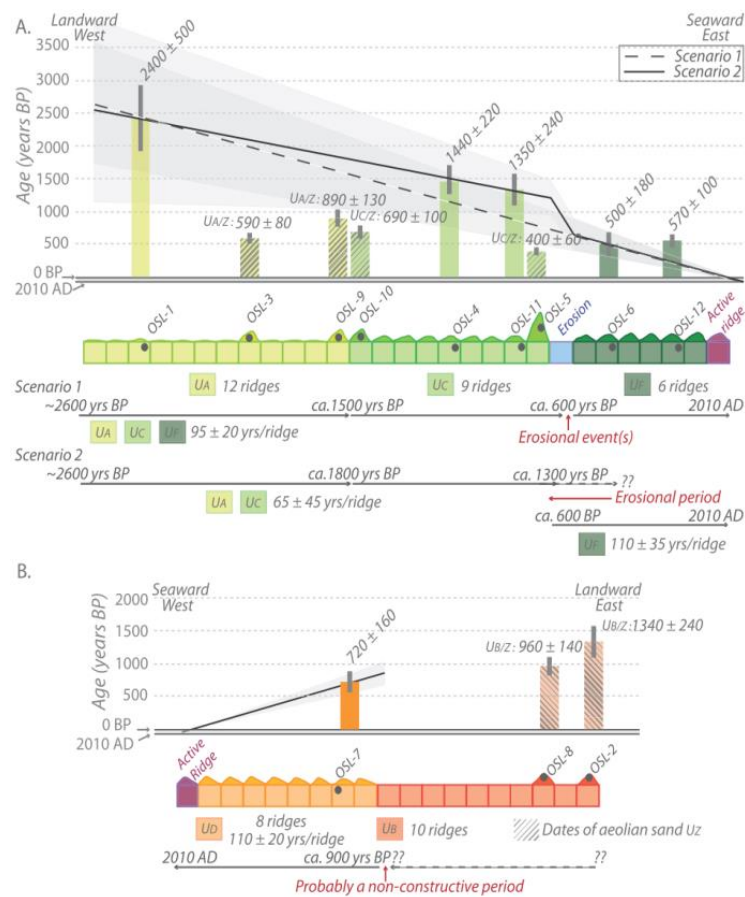 A.
Landward
West
Seaward
East
Scenario 1
Scenario 2
Age (years BP)
3500
3000
2500
2000
1500
1000
500
0 BP
2010 AD
2400 ± 500
UA/Z : 590 ± 80
UA/Z : 890 ± 130
UC/Z : 690 ± 100
1440 ± 220
1350 ± 240
UC/Z : 400 ± 60
500 ± 180
570 ± 100
OSL-1
OSL-3
OSL-9
OSL-10
OSL-4
OSL-11
OSL-5
Erosion
OSL-6
OSL-12
Active
ridge
Scenario 1
UA 12 ridges
UC 9 ridges
UF 6 ridges
~2600 yrs BP
ca.1500 yrs BP
ca.600 yrs BP
2010 AD
UA UC UF 95 ± 20 yrs/ridge
Erosional event(s)
Scenario 2
~2600 yrs BP
ca.1800 yrs BP
ca.1300 yrs BP
??
UA UC 65 ± 45 yrs/ridge
Erosional period
ca. 600 BP
2010 AD
UF 110 ± 35 yrs/ridge
B.
Seaward
West
Landward
East
Age (years BP)
2000
1500
1000
500
0 BP
2010 AD
720 ± 160
UB/Z : 960 ± 140
UB/Z : 1340 ± 240
Active
Ridge
OSL-7
OSL-8
OSL-2
UD 8 ridges
110 ± 20 yrs/ridge
UB 10 ridges
Dates of aeolian sand UZ
2010 AD
ca. 900 yrs BP
??
??
Probably a non-constructive period